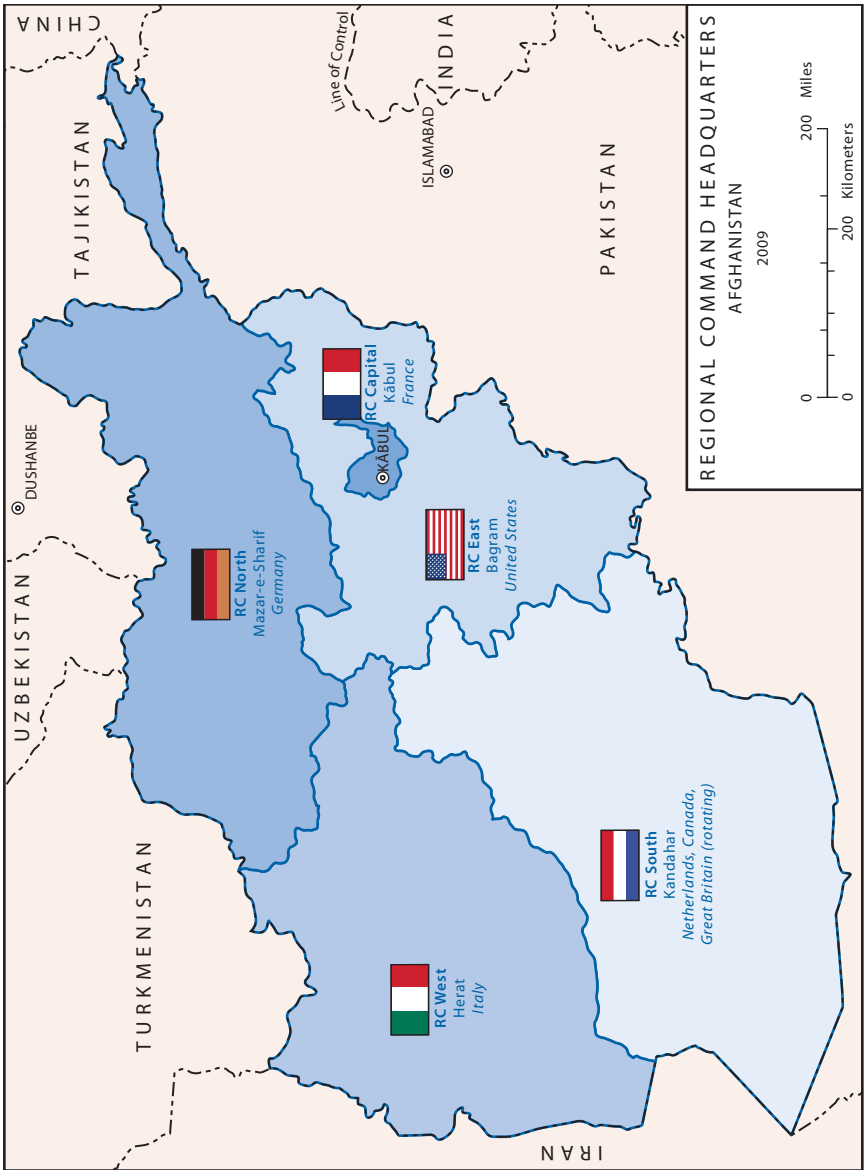 CHINA
TAJIKISTAN
UZBEKISTAN
DUSHANBE
TURKMENISTAN
Line of Control
INDIA
ISLAMABAD
PAKISTAN
IRAN
RC North
Mazar-e-Sharif
Germany
RC Capital
Kābul
France
KĀBUL
RC East
Bagram
United States
RC West
Herat
Italy
RC South
Kandahar
Netherlands, Canada,
Great Britain (rotating)
REGIONAL COMMAND HEADQUARTERS
AFGHANISTAN
2009
0 200 Miles
0 200 Kilometers